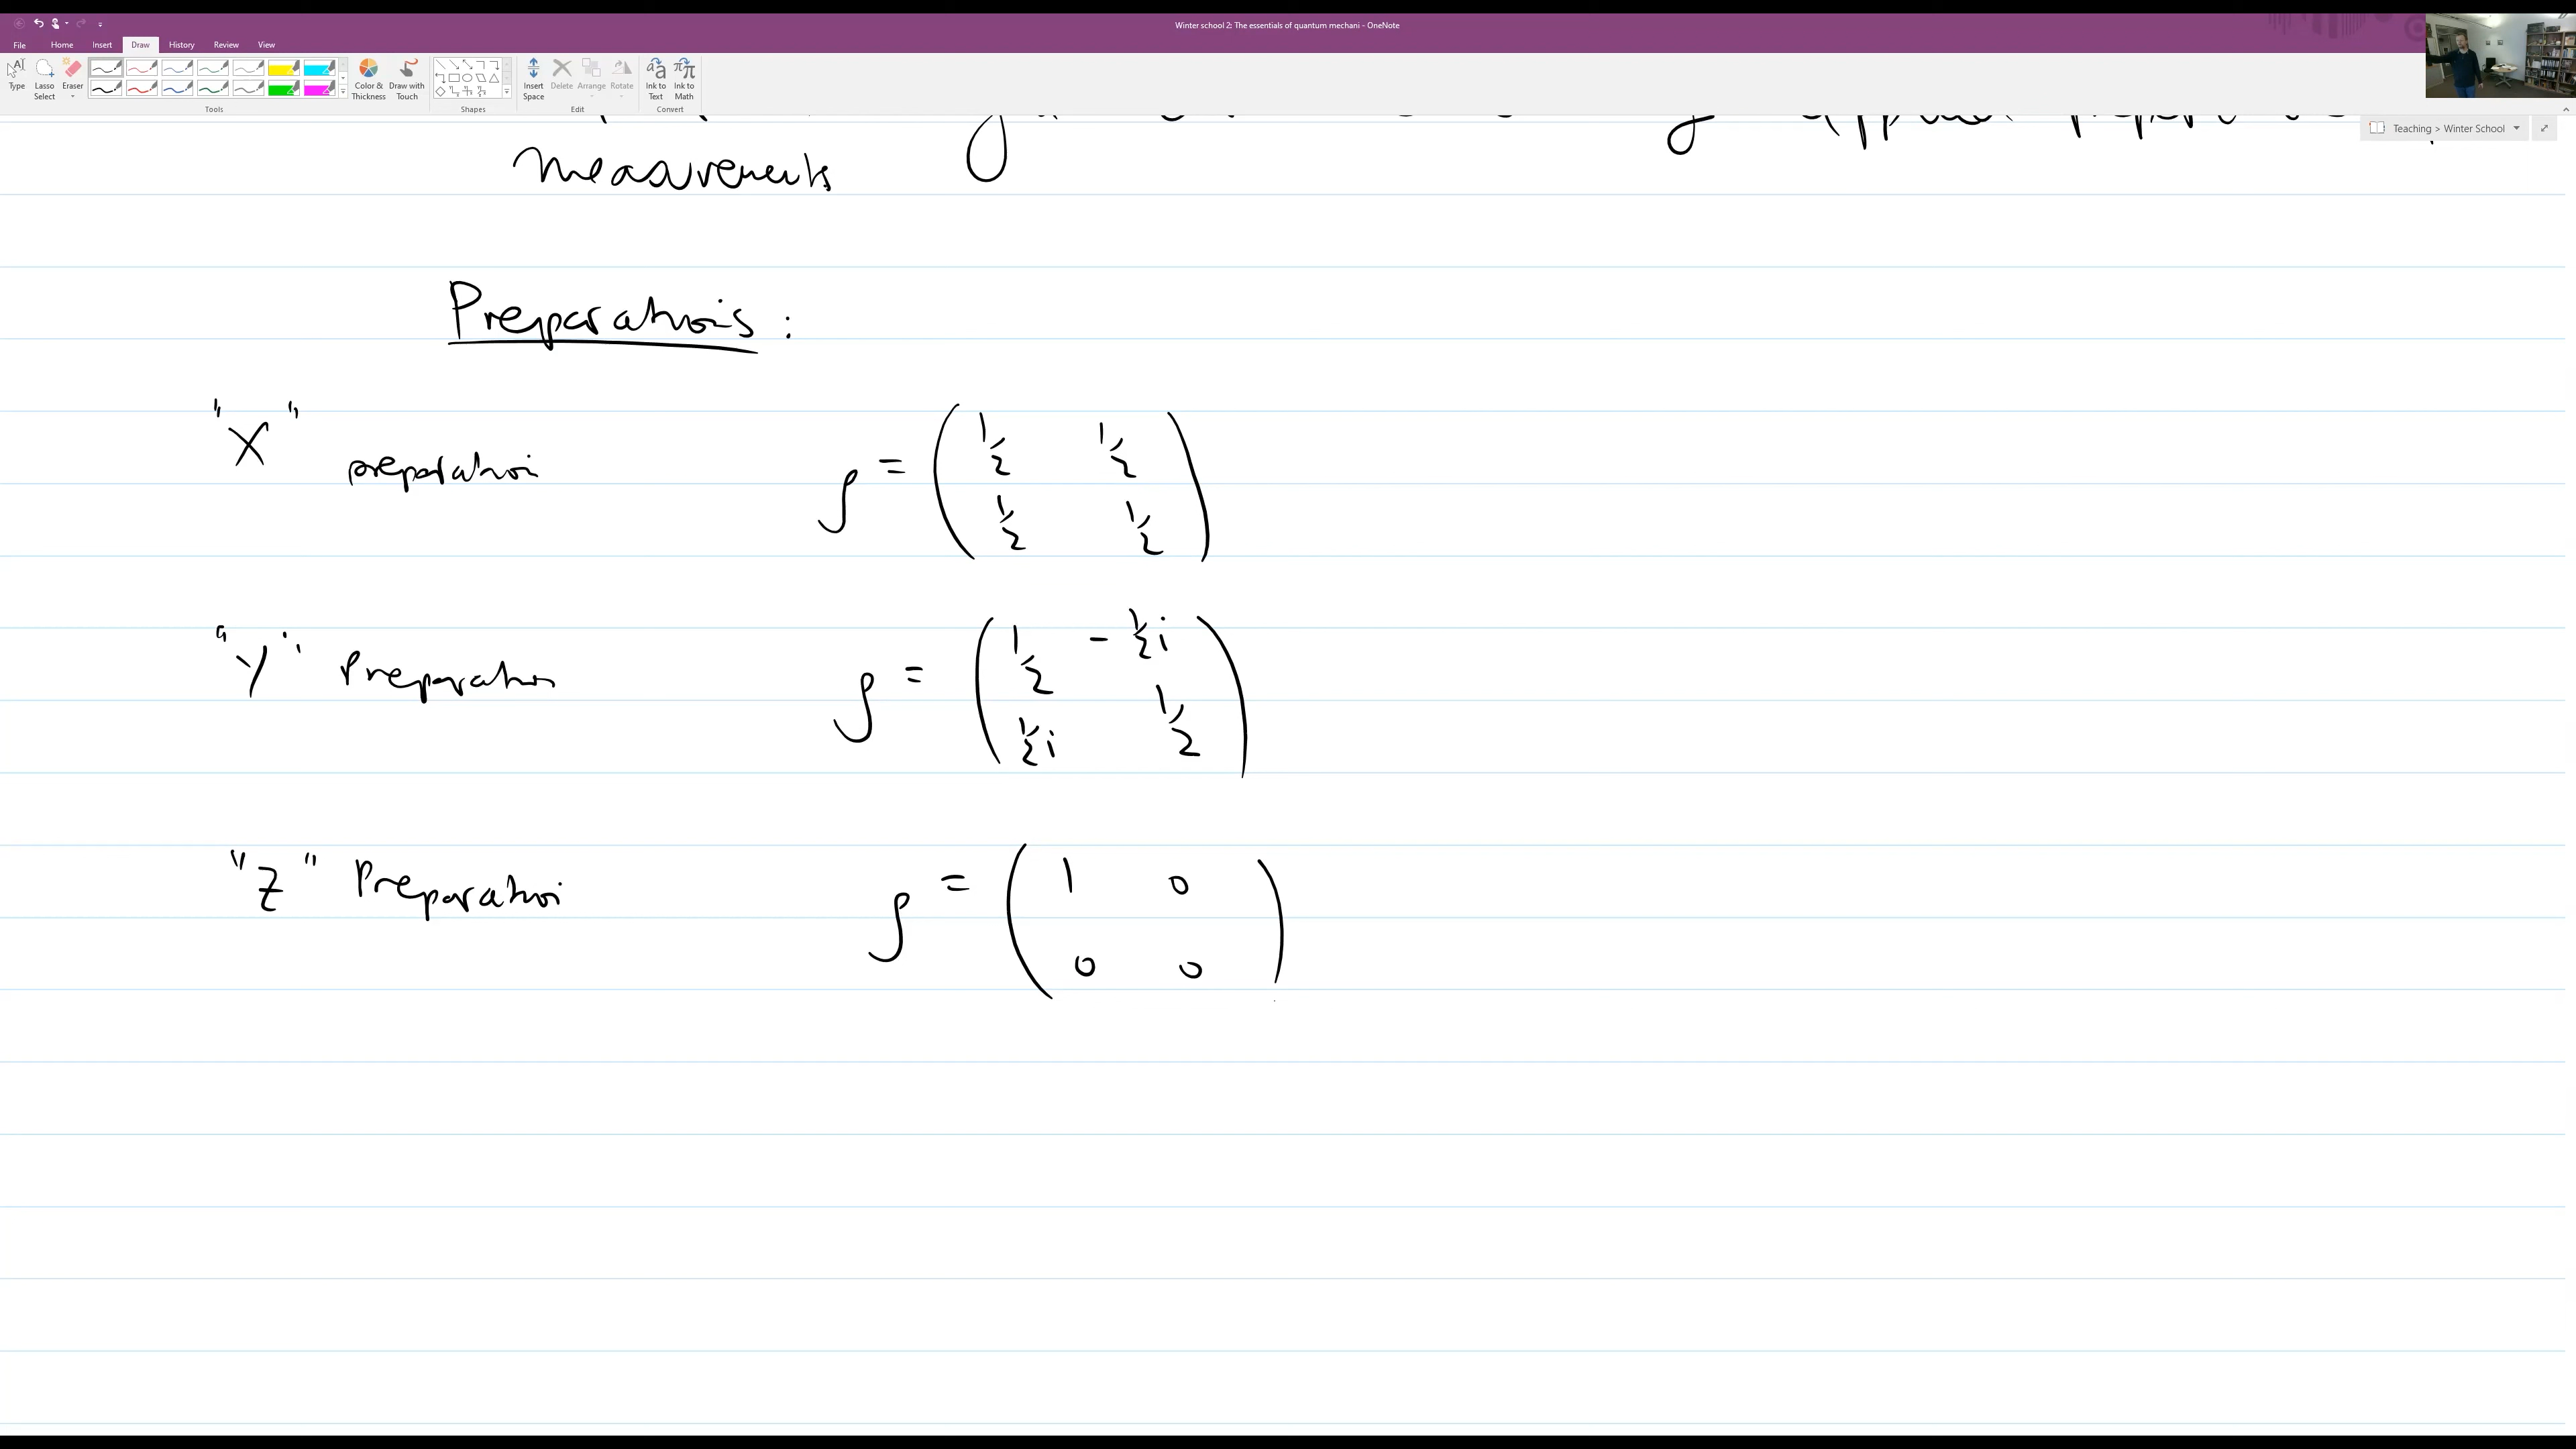 Winter school 2: The essentials of quantum mechani - OneNote
File Home Insert Draw History Review View
Type Lasso Select Eraser Color & Thickness Draw with Touch Insert Space Delete Arrange Rotate Ink to Text Ink to Math
Tools Shapes Edit Convert
Teaching > Winter School
measurements
Preparations :
"X" preparation ρ = ( 1/2 1/2
1/2 1/2 )
"Y" Preparation ρ = ( 1/2 - 1/2 i
1/2 i 1/2 )
"Z" Preparation ρ = ( 1 0
0 0 )